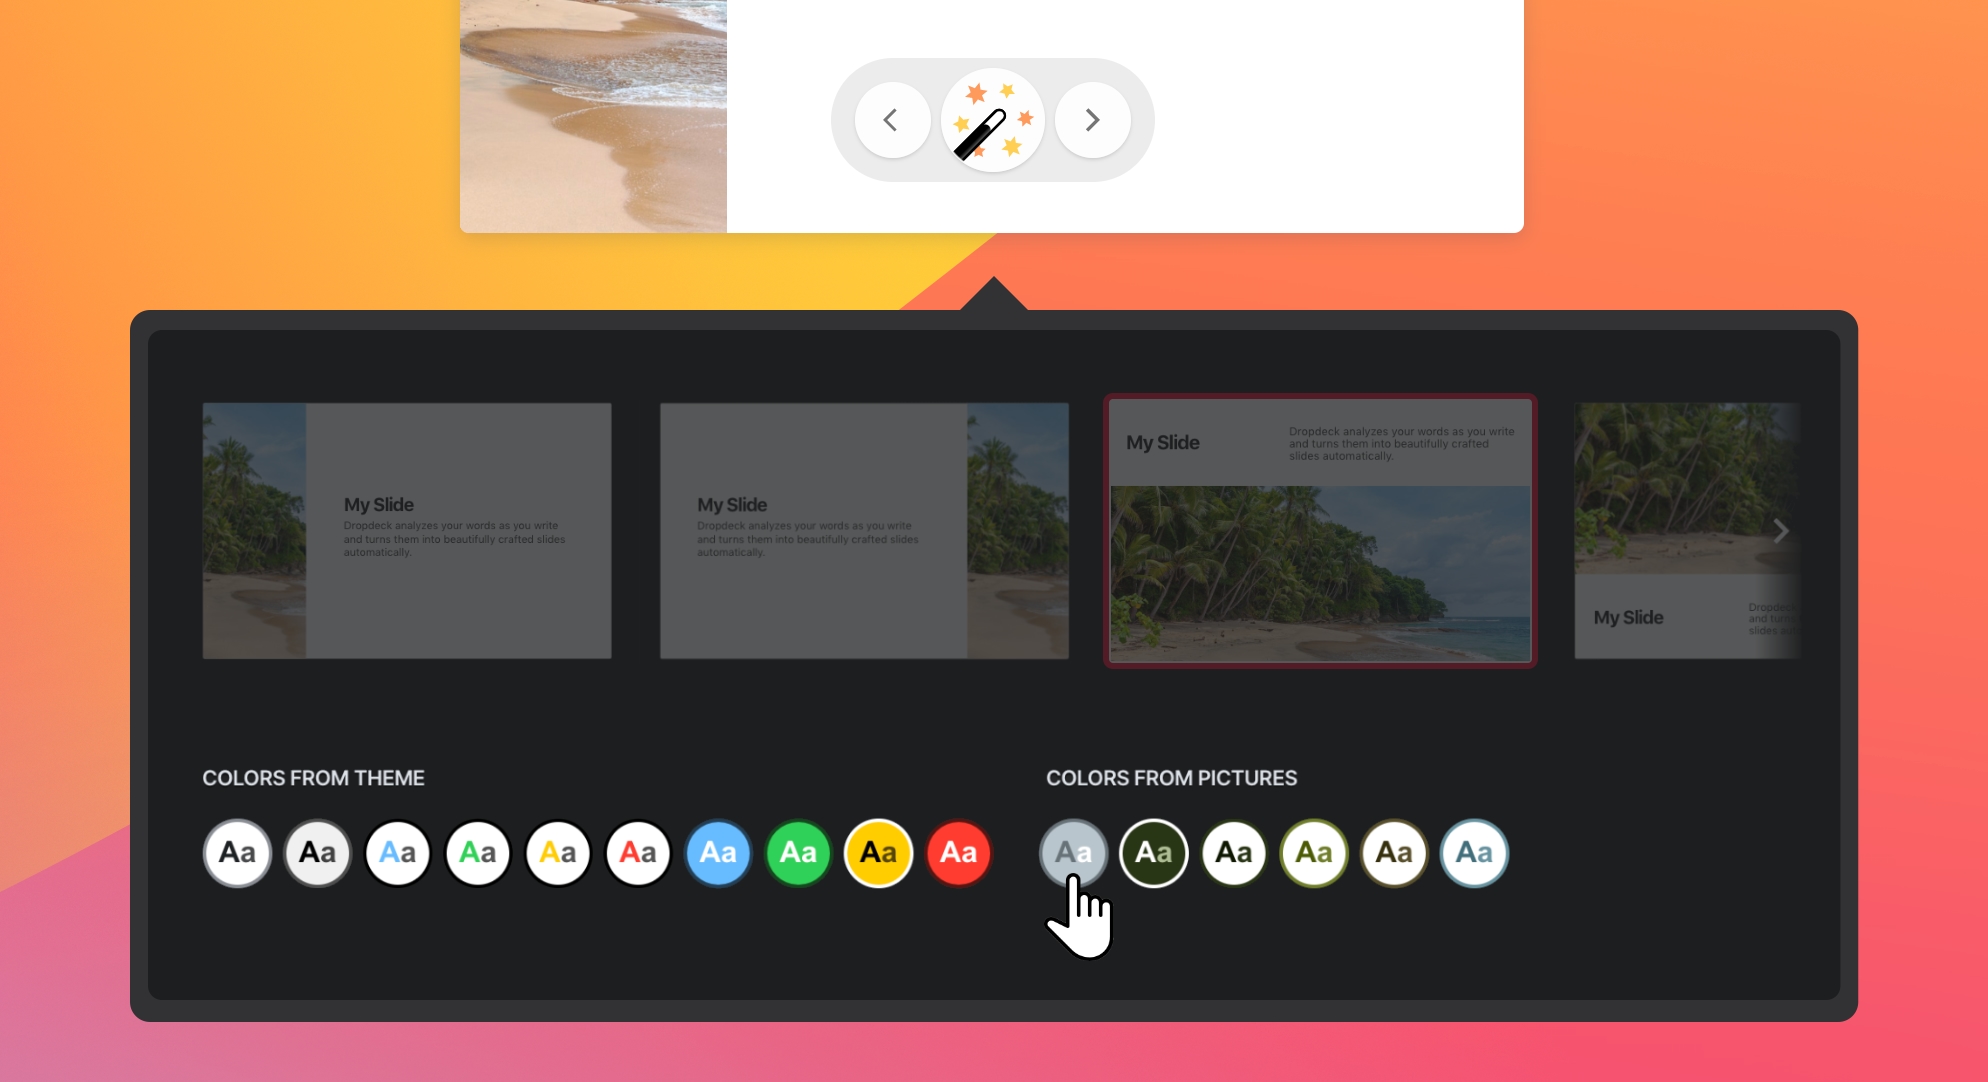 My Slide
Dropdeck analyzes your words as you write
and turns them into beautifully crafted slides
automatically.
My Slide
Dropdeck analyzes your words as you write
and turns them into beautifully crafted slides
automatically.
My Slide
Dropdeck analyzes your words as you write
and turns them into beautifully crafted
slides automatically.
My Slide
Dropdeck
and turns
slides
COLORS FROM THEME
Aa Aa Aa Aa Aa Aa Aa Aa Aa Aa
COLORS FROM PICTURES
Aa Aa Aa Aa Aa Aa